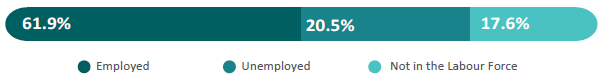 61.9% 20.5% 17.6%
Employed Unemployed Not in the Labour Force